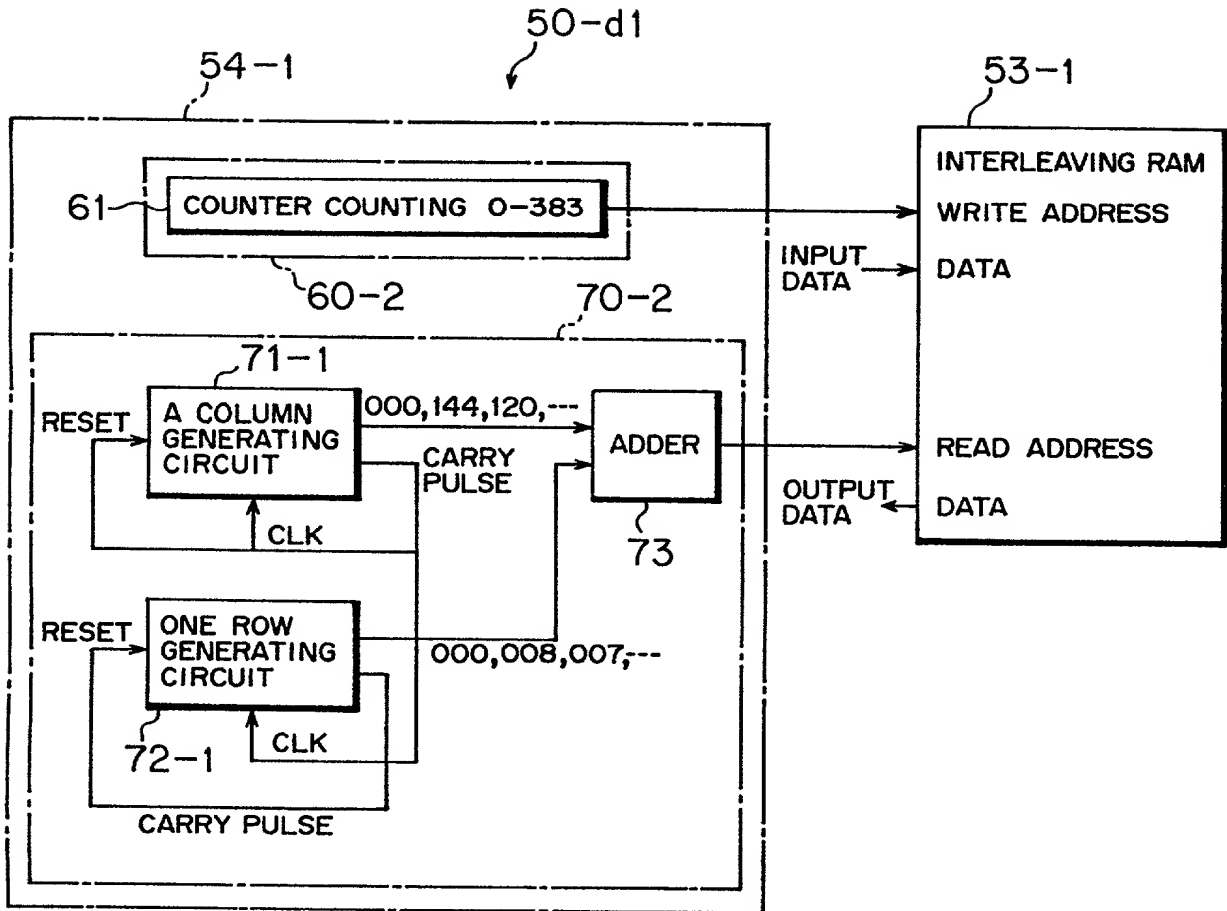 50-d1
54-1
53-1
INTERLEAVING RAM
61
COUNTER COUNTING 0-383
WRITE ADDRESS
INPUT
DATA
DATA
60-2
70-2
71-1
RESET
A COLUMN
GENERATING
CIRCUIT
000,144,120,---
CARRY
PULSE
ADDER
READ ADDRESS
OUTPUT
DATA
DATA
CLK
73
RESET
ONE ROW
GENERATING
CIRCUIT
000,008,007,---
72-1
CLK
CARRY PULSE